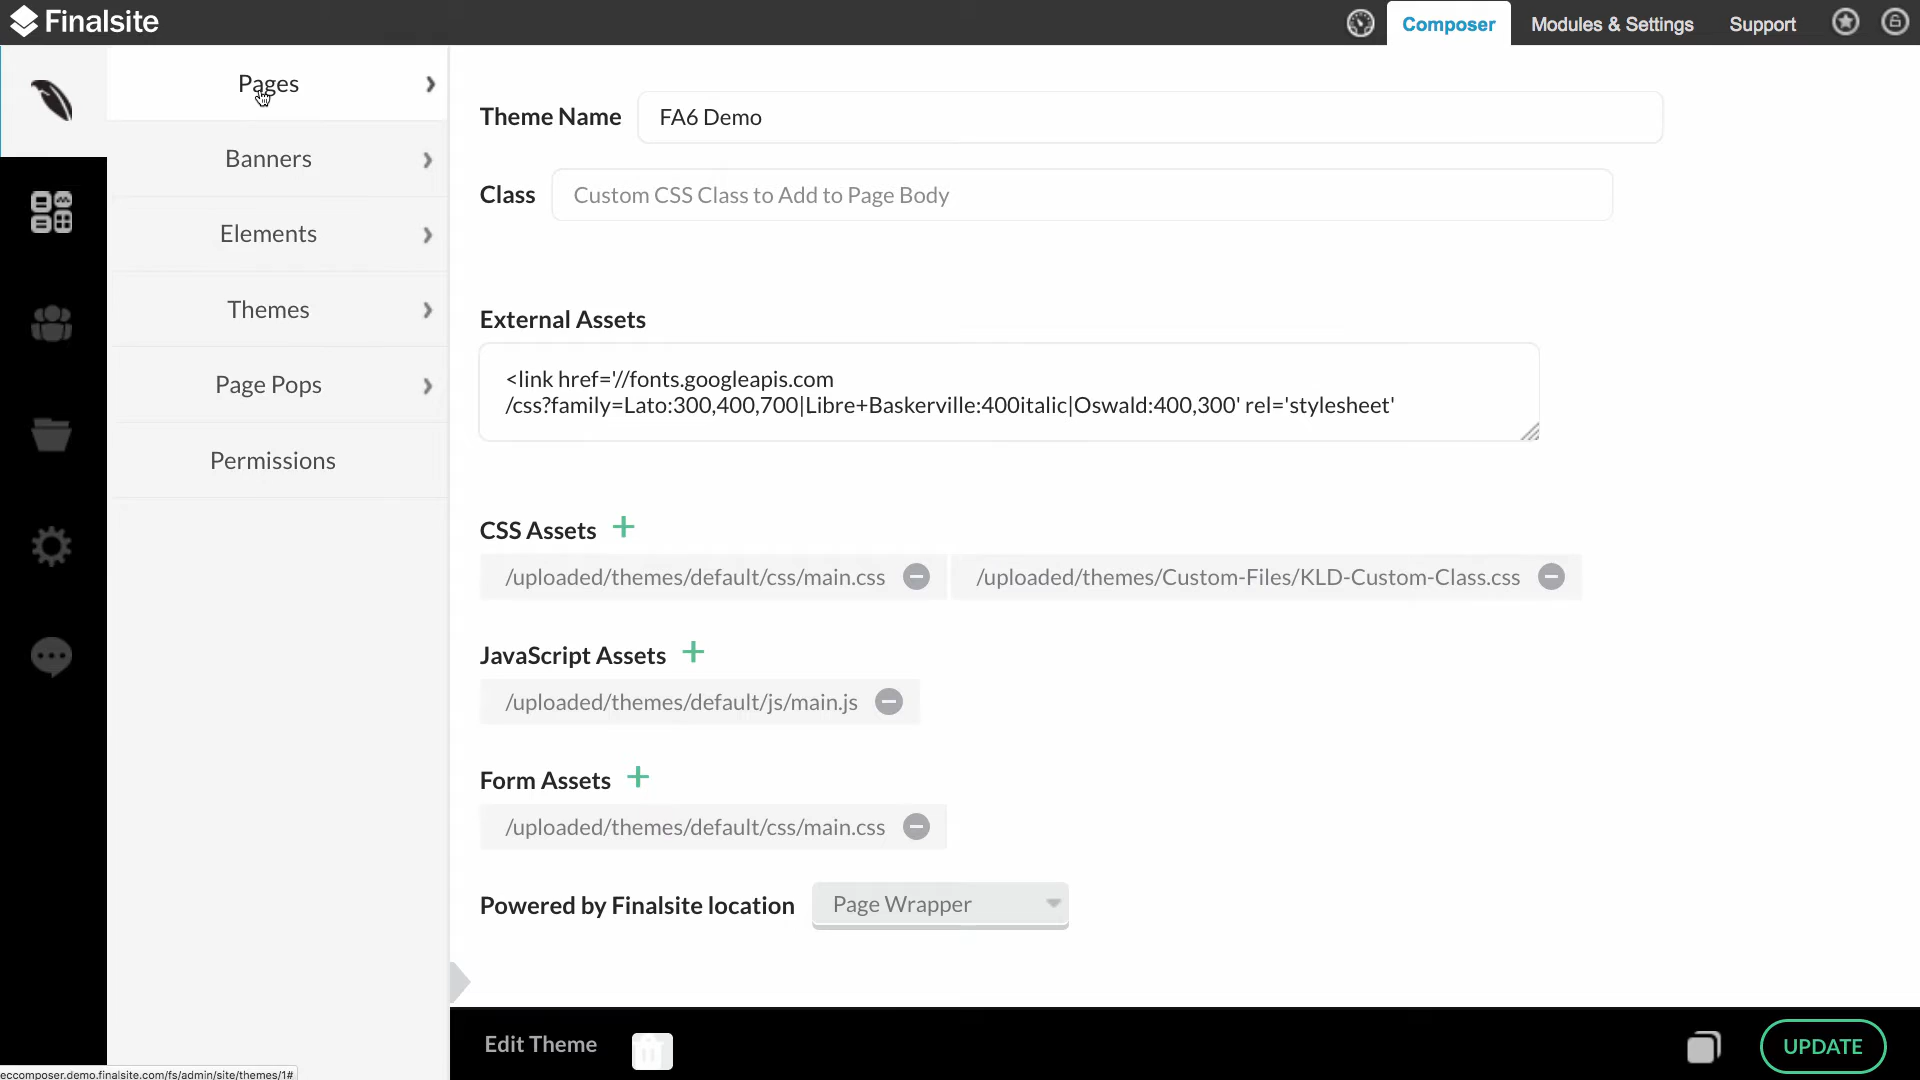 Finalsite
Composer
Modules & Settings
Support
Pages
Banners
Elements
Themes
Page Pops
Permissions
Theme Name
FA6 Demo
Class
Custom CSS Class to Add to Page Body
External Assets
<link href='//fonts.googleapis.com
/css?family=Lato:300,400,700|Libre+Baskerville:400italic|Oswald:400,300' rel='stylesheet'
CSS Assets +
/uploaded/themes/default/css/main.css
/uploaded/themes/Custom-Files/KLD-Custom-Class.css
JavaScript Assets +
/uploaded/themes/default/js/main.js
Form Assets +
/uploaded/themes/default/css/main.css
Powered by Finalsite location
Page Wrapper
Edit Theme
UPDATE
eccomposer.demo.finalsite.com/fs/admin/site/themes/1#